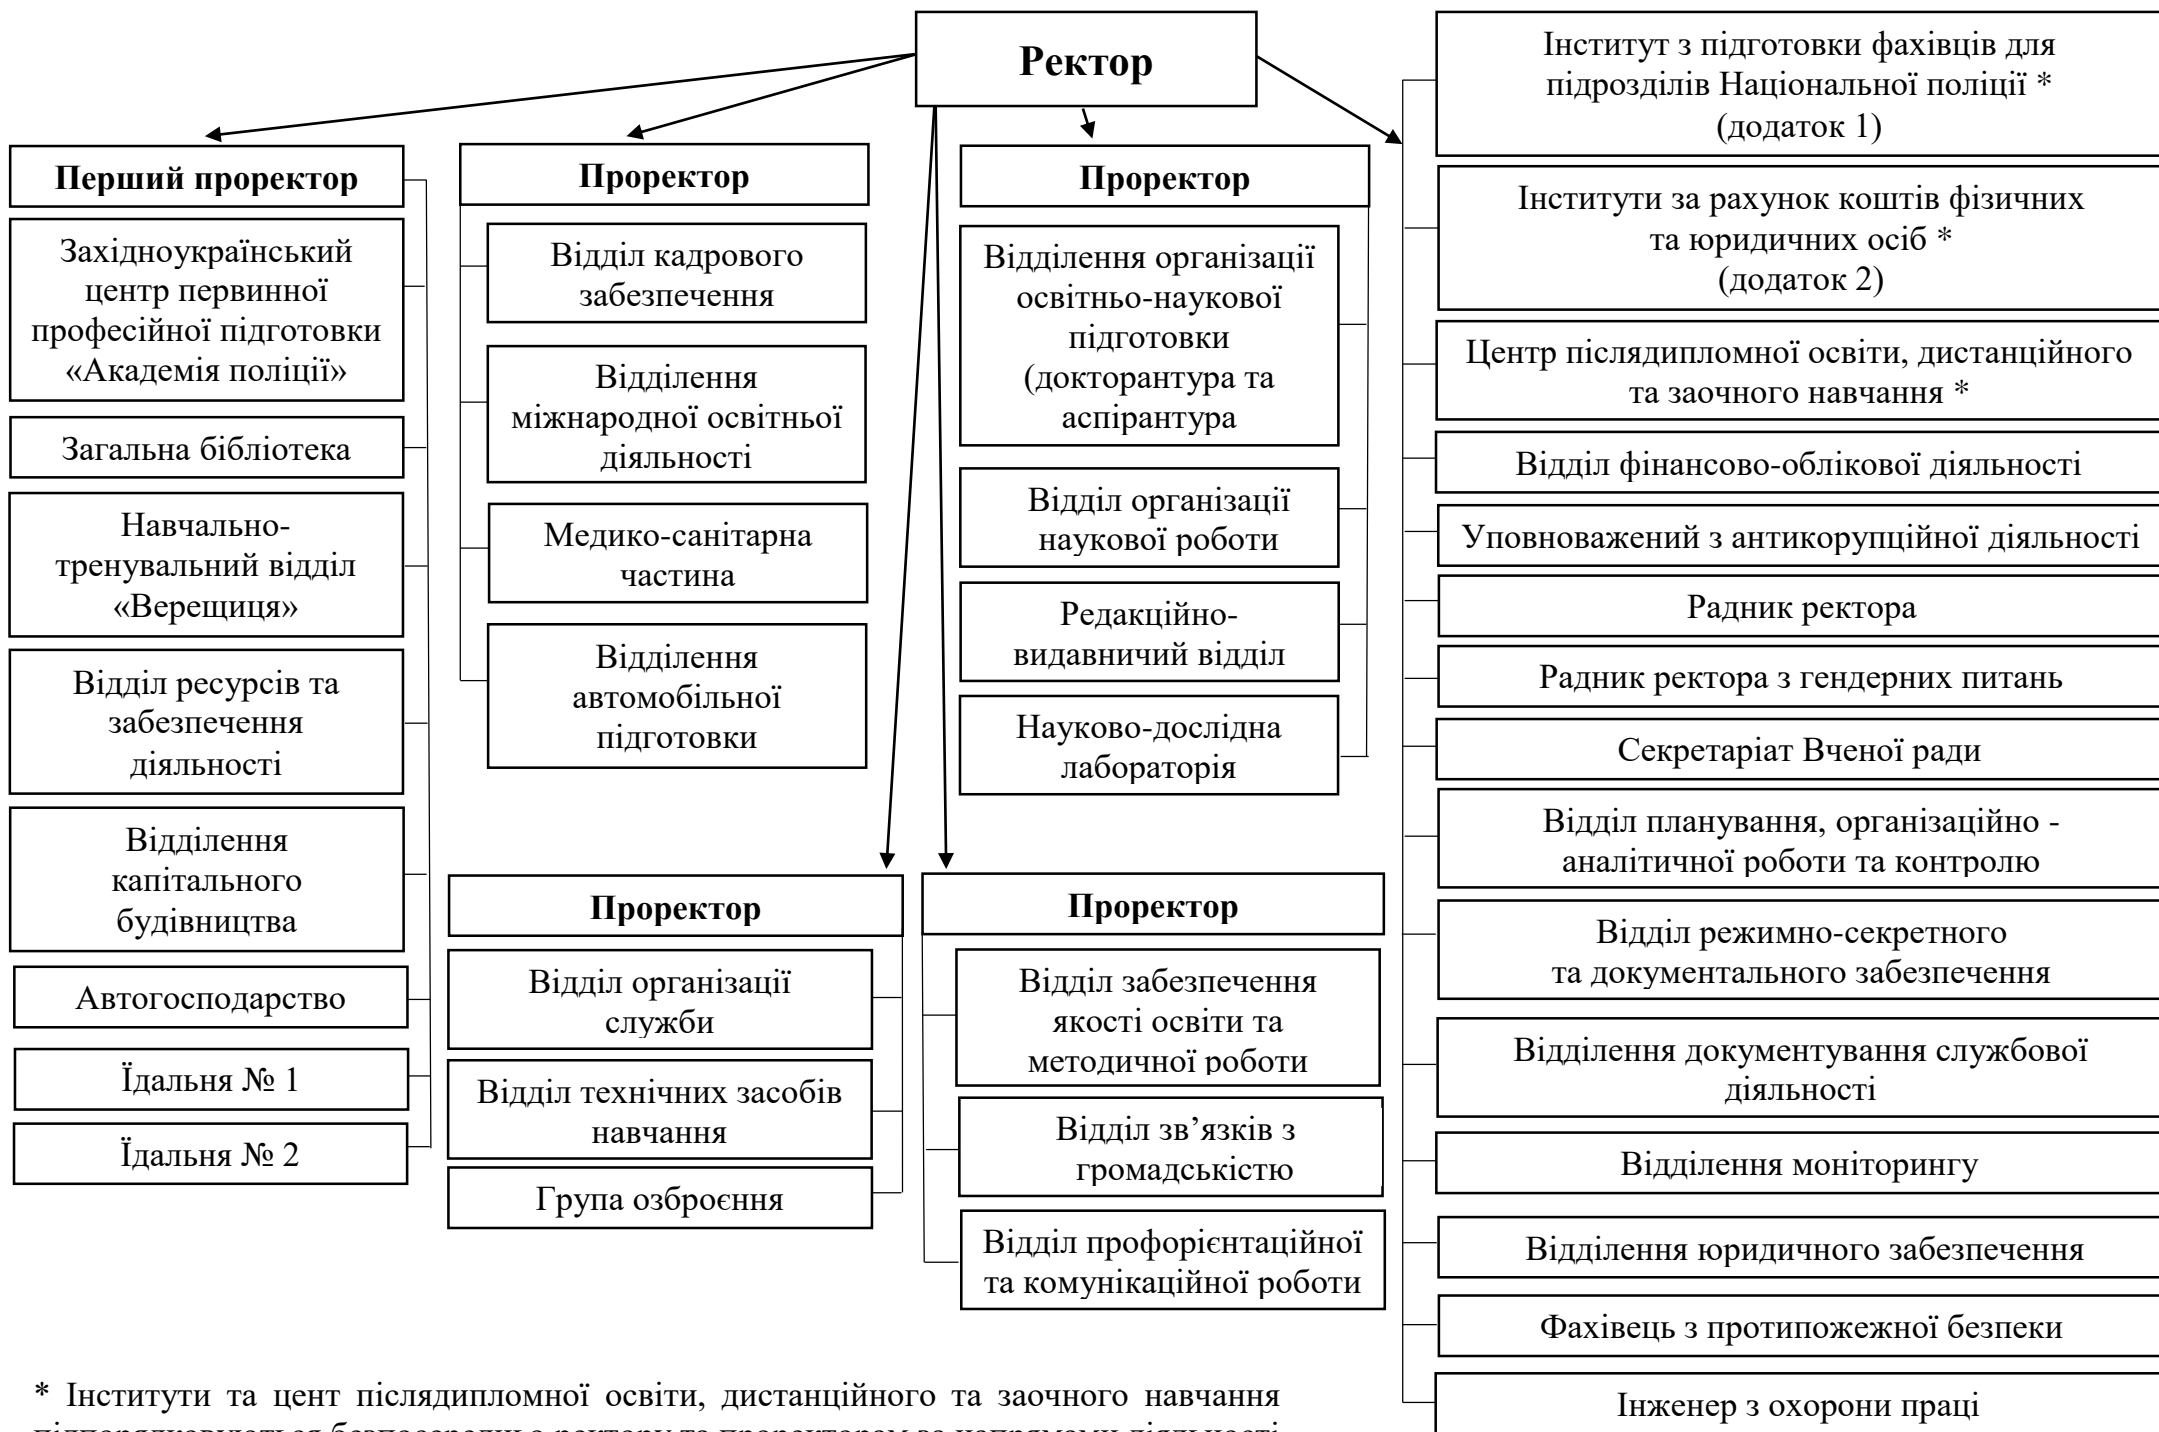 Ректор
Перший проректор
Західноукраїнський
центр первинної
професійної підготовки
«Академія поліції»
Загальна бібліотека
Навчально-
тренувальний відділ
«Верещиця»
Відділ ресурсів та
забезпечення
діяльності
Відділення
капітального
будівництва
Автогосподарство
Їдальня № 1
Їдальня № 2
Проректор
Відділ кадрового
забезпечення
Відділення
міжнародної освітньої
діяльності
Медико-санітарна
частина
Відділення
автомобільної
підготовки
Проректор
Відділення організації
освітньо-наукової
підготовки
(докторантура та
аспірантура
Відділ організації
наукової роботи
Редакційно-
видавничий відділ
Науково-дослідна
лабораторія
Проректор
Відділ організації
служби
Відділ технічних засобів
навчання
Група озброєння
Проректор
Відділ забезпечення
якості освіти та
методичної роботи
Відділ зв’язків з
громадськістю
Відділ профорієнтаційної
та комунікаційної роботи
Інститут з підготовки фахівців для
підрозділів Національної поліції *
(додаток 1)
Інститути за рахунок коштів фізичних
та юридичних осіб *
(додаток 2)
Центр післядипломної освіти, дистанційного
та заочного навчання *
Відділ фінансово-облікової діяльності
Уповноважений з антикорупційної діяльності
Радник ректора
Радник ректора з гендерних питань
Секретаріат Вченої ради
Відділ планування, організаційно -
аналітичної роботи та контролю
Відділ режимно-секретного
та документального забезпечення
Відділення документування службової
діяльності
Відділення моніторингу
Відділення юридичного забезпечення
Фахівець з протипожежної безпеки
Інженер з охорони праці
* Інститути та цент післядипломної освіти, дистанційного та заочного навчання
підпорядковуються безпосередньо ректору та проректорам за напрямами діяльності